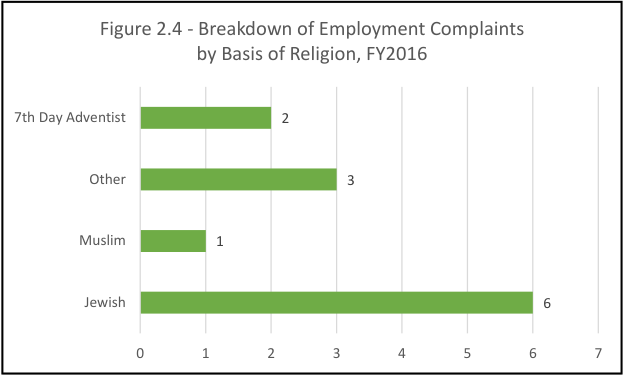 Figure 2.4 - Breakdown of Employment Complaints
by Basis of Religion, FY2016
7th Day Adventist
2
Other
3
Muslim
1
Jewish
6
0 1 2 3 4 5 6 7